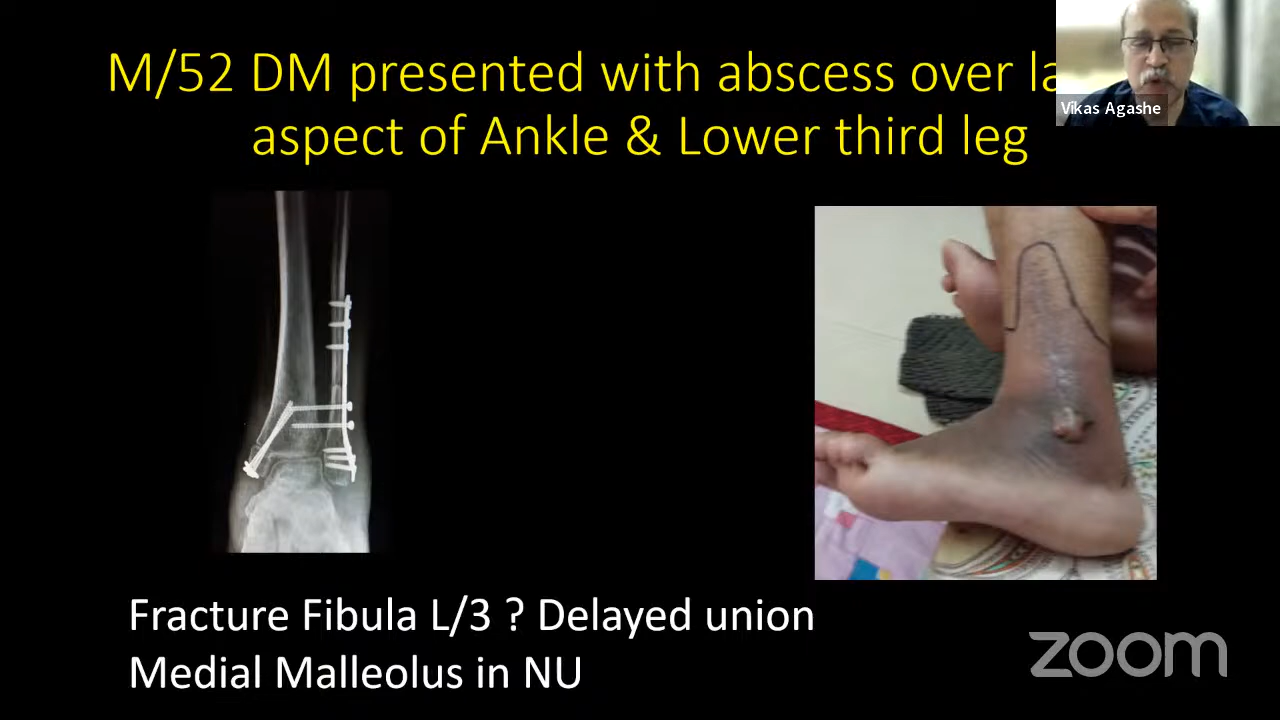 M/52 DM presented with abscess over
aspect of Ankle & Lower third leg
Vikas Agashe
Fracture Fibula L/3 ? Delayed union
Medial Malleolus in NU
zoom